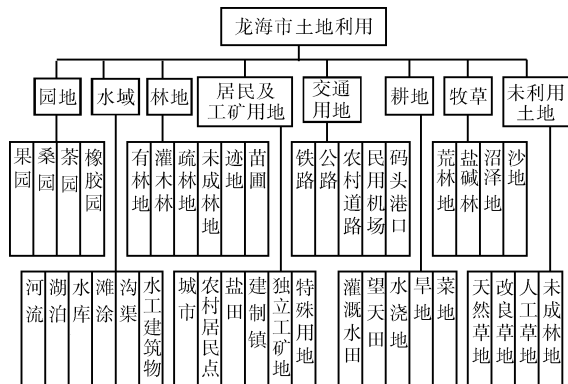 龙海市土地利用
园地
水域
林地
居民及
工矿用地
交通
用地
耕地
牧草
未利用
土地
果园
桑园
茶园
橡胶园
有林地
灌木林
疏林地
未成林地
迹地
苗圃
铁路
公路
农村道路
民用机场
码头港口
荒林地
盐碱林
沼泽地
沙地
河流
湖泊
水库
滩涂
沟渠
水工建筑物
城市
农村居民点
盐田
建制镇
独立工矿地
特殊用地
灌溉水田
望天田
水浇地
旱地
菜地
天然草地
改良草地
人工草地
未成林地